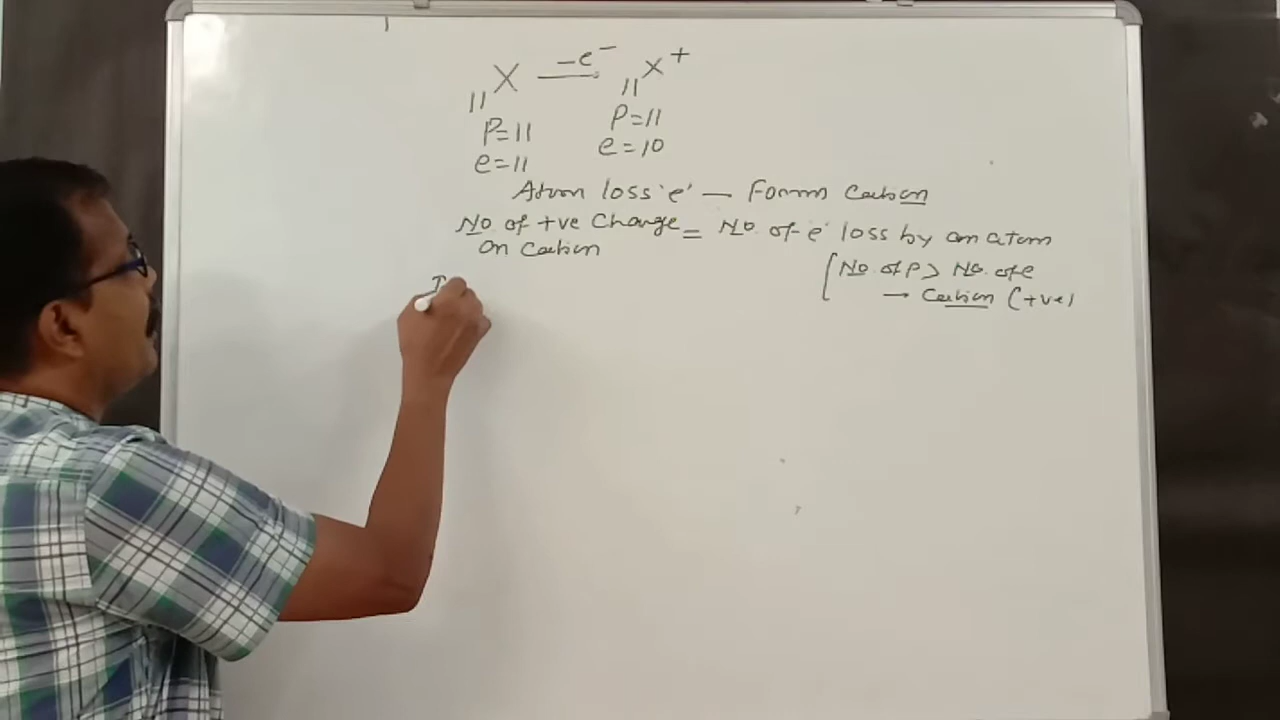 ₁₁X —e⁻→ ₁₁X⁺
P=11 P=11
e=11 e=10
Atom loss 'e' — Form Cation
No. of +ve Charge = No. of e⁻ loss by an atom
On Cation
(No. of P > No. of e
→ Cation (+ve)